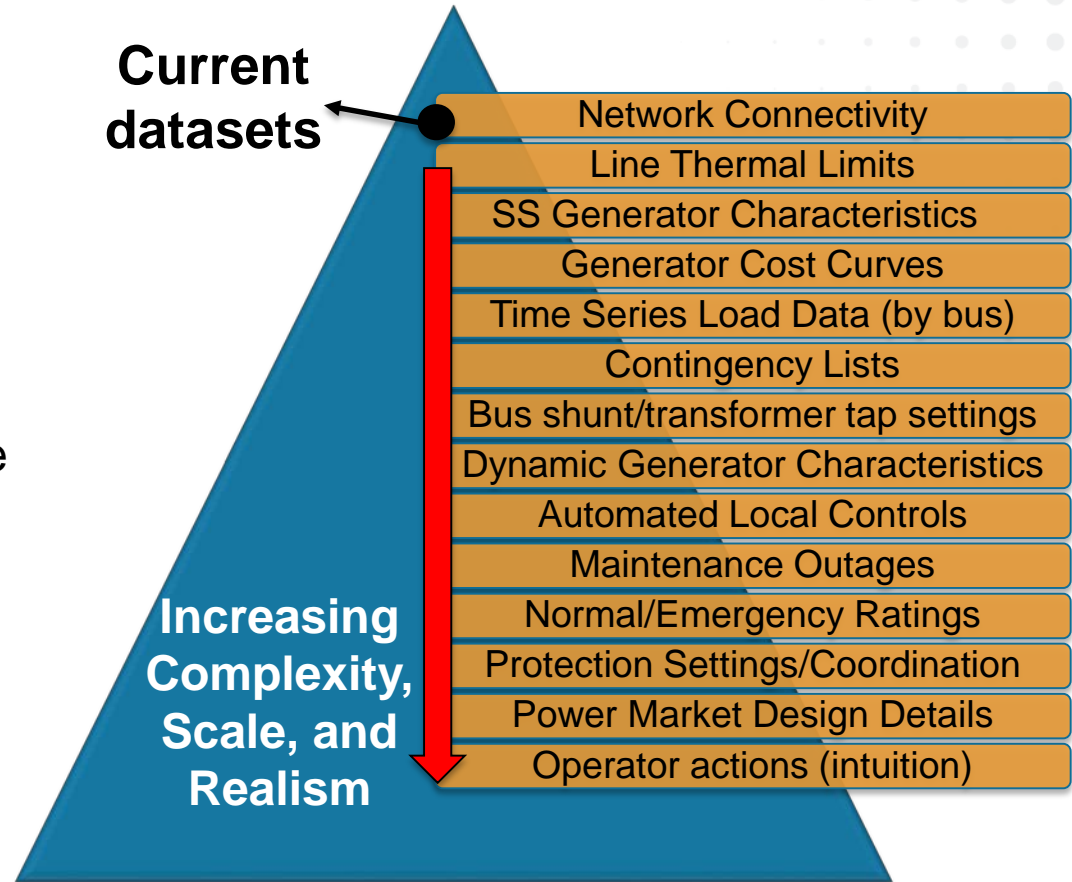 Current
datasets
Network Connectivity
Line Thermal Limits
SS Generator Characteristics
Generator Cost Curves
Time Series Load Data (by bus)
Contingency Lists
Bus shunt/transformer tap settings
e
Dynamic Generator Characteristics
Automated Local Controls
Maintenance Outages
Normal/Emergency Ratings
Protection Settings/Coordination
Power Market Design Details
Operator actions (intuition)
Increasing
Complexity,
Scale, and
Realism